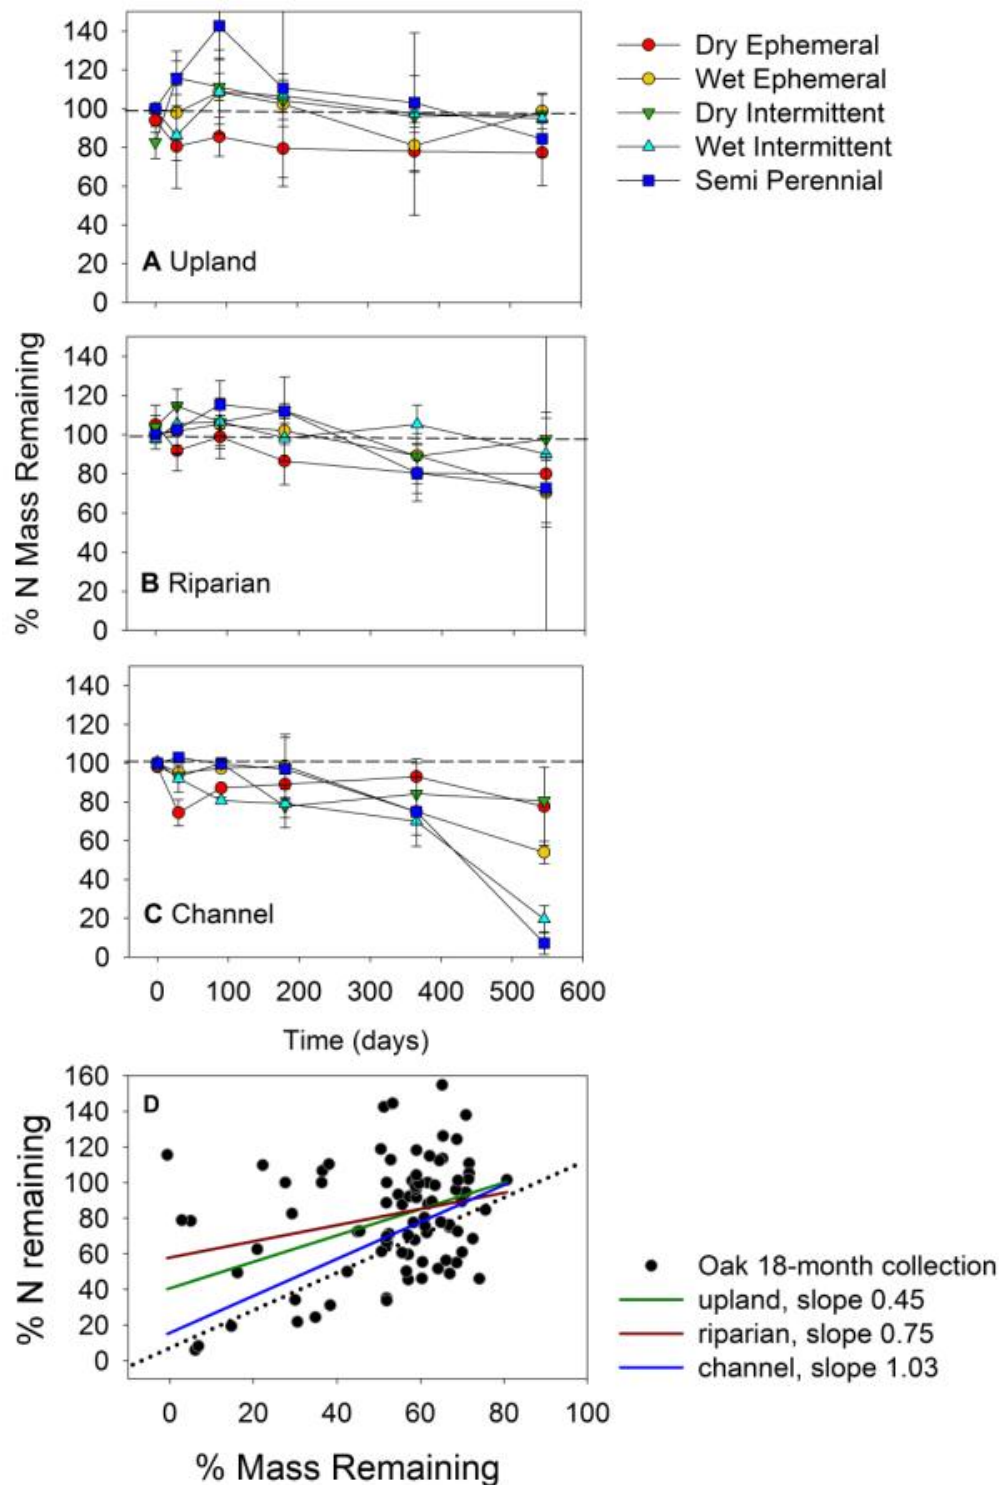 140
120
100
80
60
40
20
0
A Upland
Dry Ephemeral
Wet Ephemeral
Dry Intermittent
Wet Intermittent
Semi Perennial
% N Mass Remaining
140
120
100
80
60
40
20
0
B Riparian
140
120
100
80
60
40
20
0
C Channel
0 100 200 300 400 500 600
Time (days)
% N remaining
160
140
120
100
80
60
40
20
0
D
Oak 18-month collection
upland, slope 0.45
riparian, slope 0.75
channel, slope 1.03
0 20 40 60 80 100
% Mass Remaining